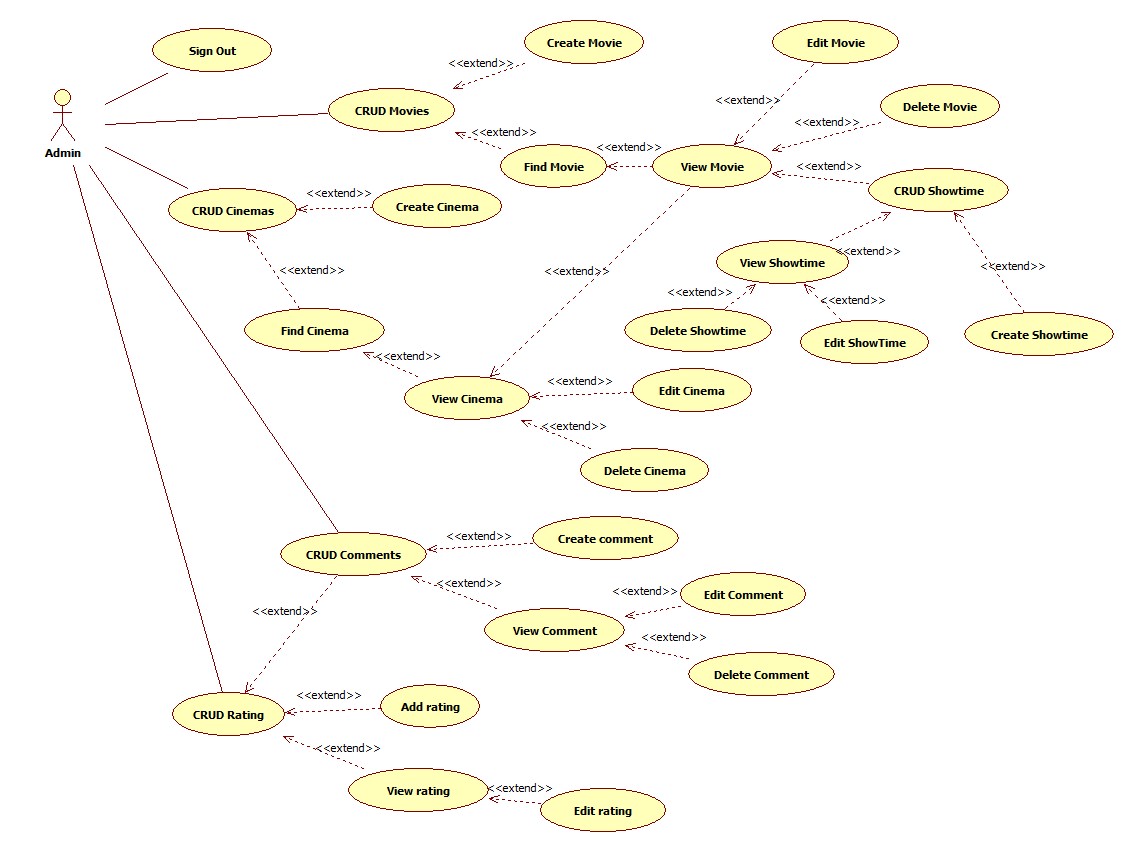 Create Movie
Edit Movie
Sign Out
<<extend>>
<<extend>>
Delete Movie
CRUD Movies
<<extend>>
<<extend>>
Admin
<<extend>>
Find Movie
View Movie
<<extend>>
CRUD Showtime
<<extend>>
CRUD Cinemas
Create Cinema
<<extend>>
<<extend>>
<<extend>>
<<extend>>
View Showtime
<<extend>>
<<extend>>
<<extend>>
Find Cinema
Delete Showtime
Edit ShowTime
Create Showtime
<<extend>>
<<extend>>
Edit Cinema
View Cinema
<<extend>>
Delete Cinema
<<extend>>
Create comment
CRUD Comments
<<extend>>
<<extend>>
Edit Comment
<<extend>>
View Comment
<<extend>>
Delete Comment
<<extend>>
Add rating
CRUD Rating
<<extend>>
View rating
<<extend>>
Edit rating